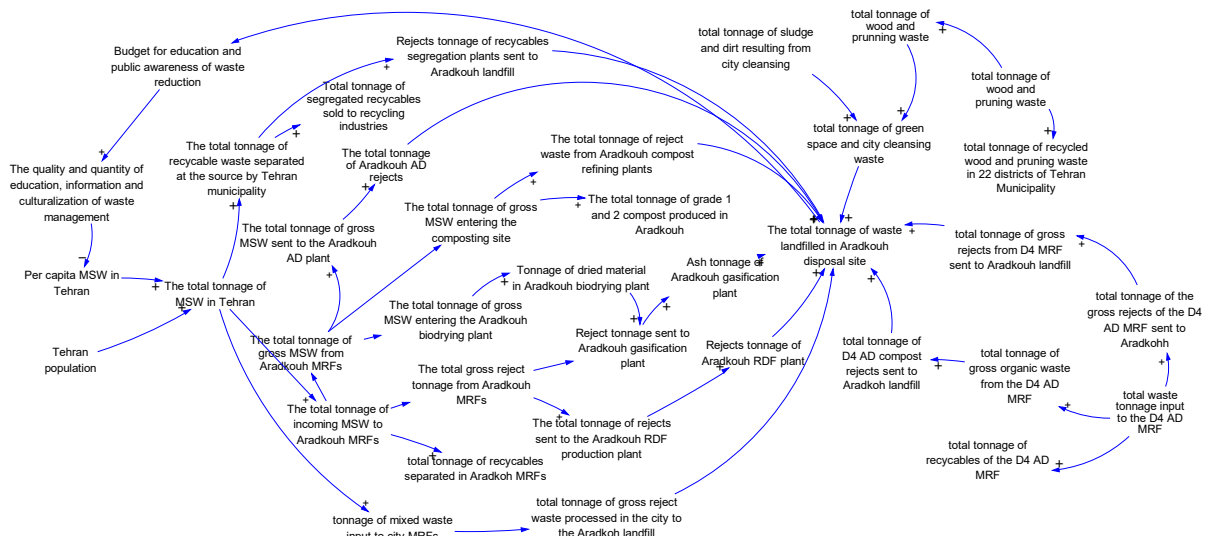 Budget for education and
public awareness of waste
reduction
Rejects tonnage of recycables
segregation plants sent to
Aradkouh landfill
total tonnage of sludge
and dirt resulting from
city cleansing
total tonnage of
wood and
prunning waste
total tonnage of
wood and
pruning waste
Total tonnage of
segregated recycables
sold to recycling
industries
The total tonnage of
recycable waste separated
at the source by Tehran
municipality
The total tonnage
of Aradkouh AD
rejects
The total tonnage of reject
waste from Aradkouh compost
refining plants
total tonnage of green
space and city cleansing
waste
total tonnage of recycled
wood and pruning waste
in 22 districts of Tehran
Municipality
The quality and quantity of
education, information and
culturalization of waste
management
The total tonnage of gross
MSW sent to the Aradkouh
AD plant
The total tonnage of gross
MSW entering the
composting site
The total tonnage of grade 1
and 2 compost produced in
Aradkouh
The total tonnage of waste
landfilled in Aradkouh
disposal site
total tonnage of gross
rejects from D4 MRF
sent to Aradkouh landfill
Per capita MSW in
Tehran
The total tonnage of
MSW in Tehran
Tonnage of dried material
in Aradkouh biodrying plant
Ash tonnage of
Aradkouh gasification
plant
The total tonnage of gross
MSW entering the Aradkouh
biodrying plant
total tonnage of the
gross rejects of the D4
AD MRF sent to
Aradkohh
Tehran
population
The total tonnage of
gross MSW from
Aradkouh MRFs
Reject tonnage sent to
Aradkouh gasification
plant
Rejects tonnage of
Aradkouh RDF plant
total tonnage of
D4 AD compost
rejects sent to
Aradkoh landfill
total tonnage of
gross organic waste
from the D4 AD
MRF
The total gross reject
tonnage from Aradkouh
MRFs
total waste
tonnage input
to the D4 AD
MRF
The total tonnage of
incoming MSW to
Aradkouh MRFs
The total tonnage of rejects
sent to the Aradkouh RDF
production plant
total tonnage of recycables
separated in Aradkoh MRFs
total tonnage of
recycables of the D4 AD
MRF
tonnage of mixed waste
input to city MRFs
total tonnage of gross reject
waste processed in the city to
the Aradkoh landfill